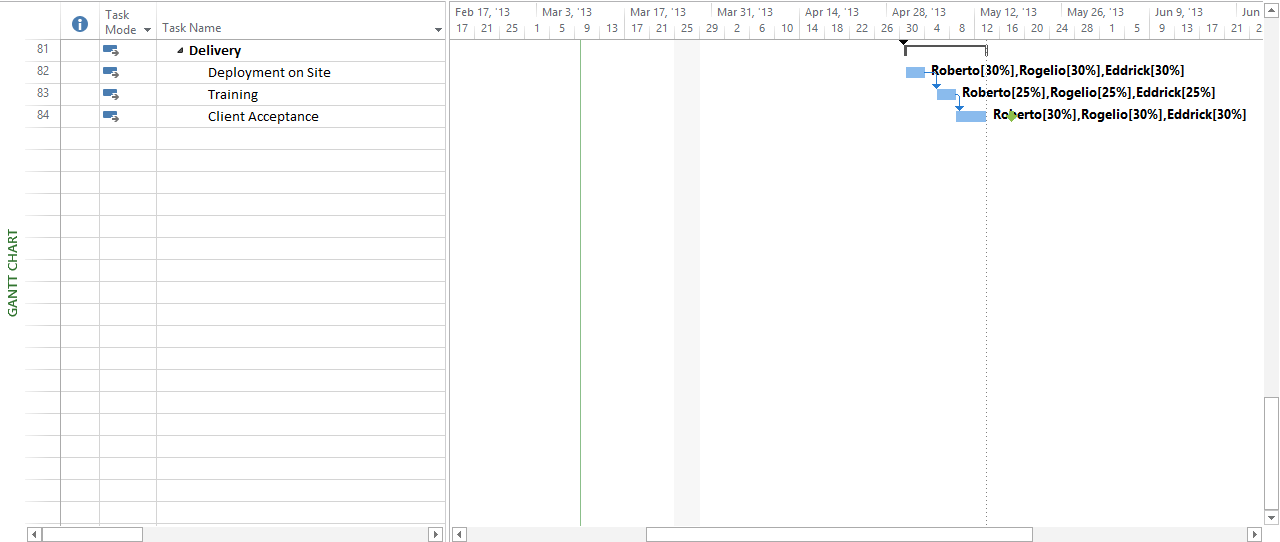 Task
Mode
Task Name
Feb 17, '13 Mar 3, '13 Mar 17, '13 Mar 31, '13 Apr 14, '13 Apr 28, '13 May 12, '13 May 26, '13 Jun 9, '13 Jun
17 21 25 1 5 9 13 17 21 25 29 2 6 10 14 18 22 26 30 4 8 12 16 20 24 28 1 5 9 13 17 21 2
81 Delivery
82 Deployment on Site Roberto[30%],Rogelio[30%],Eddrick[30%]
83 Training Roberto[25%],Rogelio[25%],Eddrick[25%]
84 Client Acceptance Roberto[30%],Rogelio[30%],Eddrick[30%]
GANTT CHART